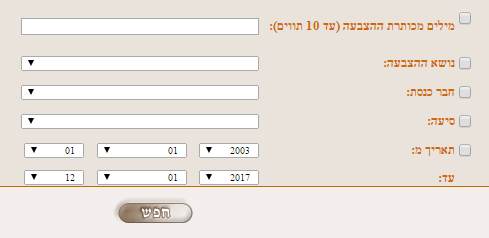 מילים מכותרת ההצבעה (עד 10 תווים):
נושא ההצבעה:
חבר כנסת:
סיעה:
תאריך מ: 2003 01 01
עד: 2017 01 12
חפש